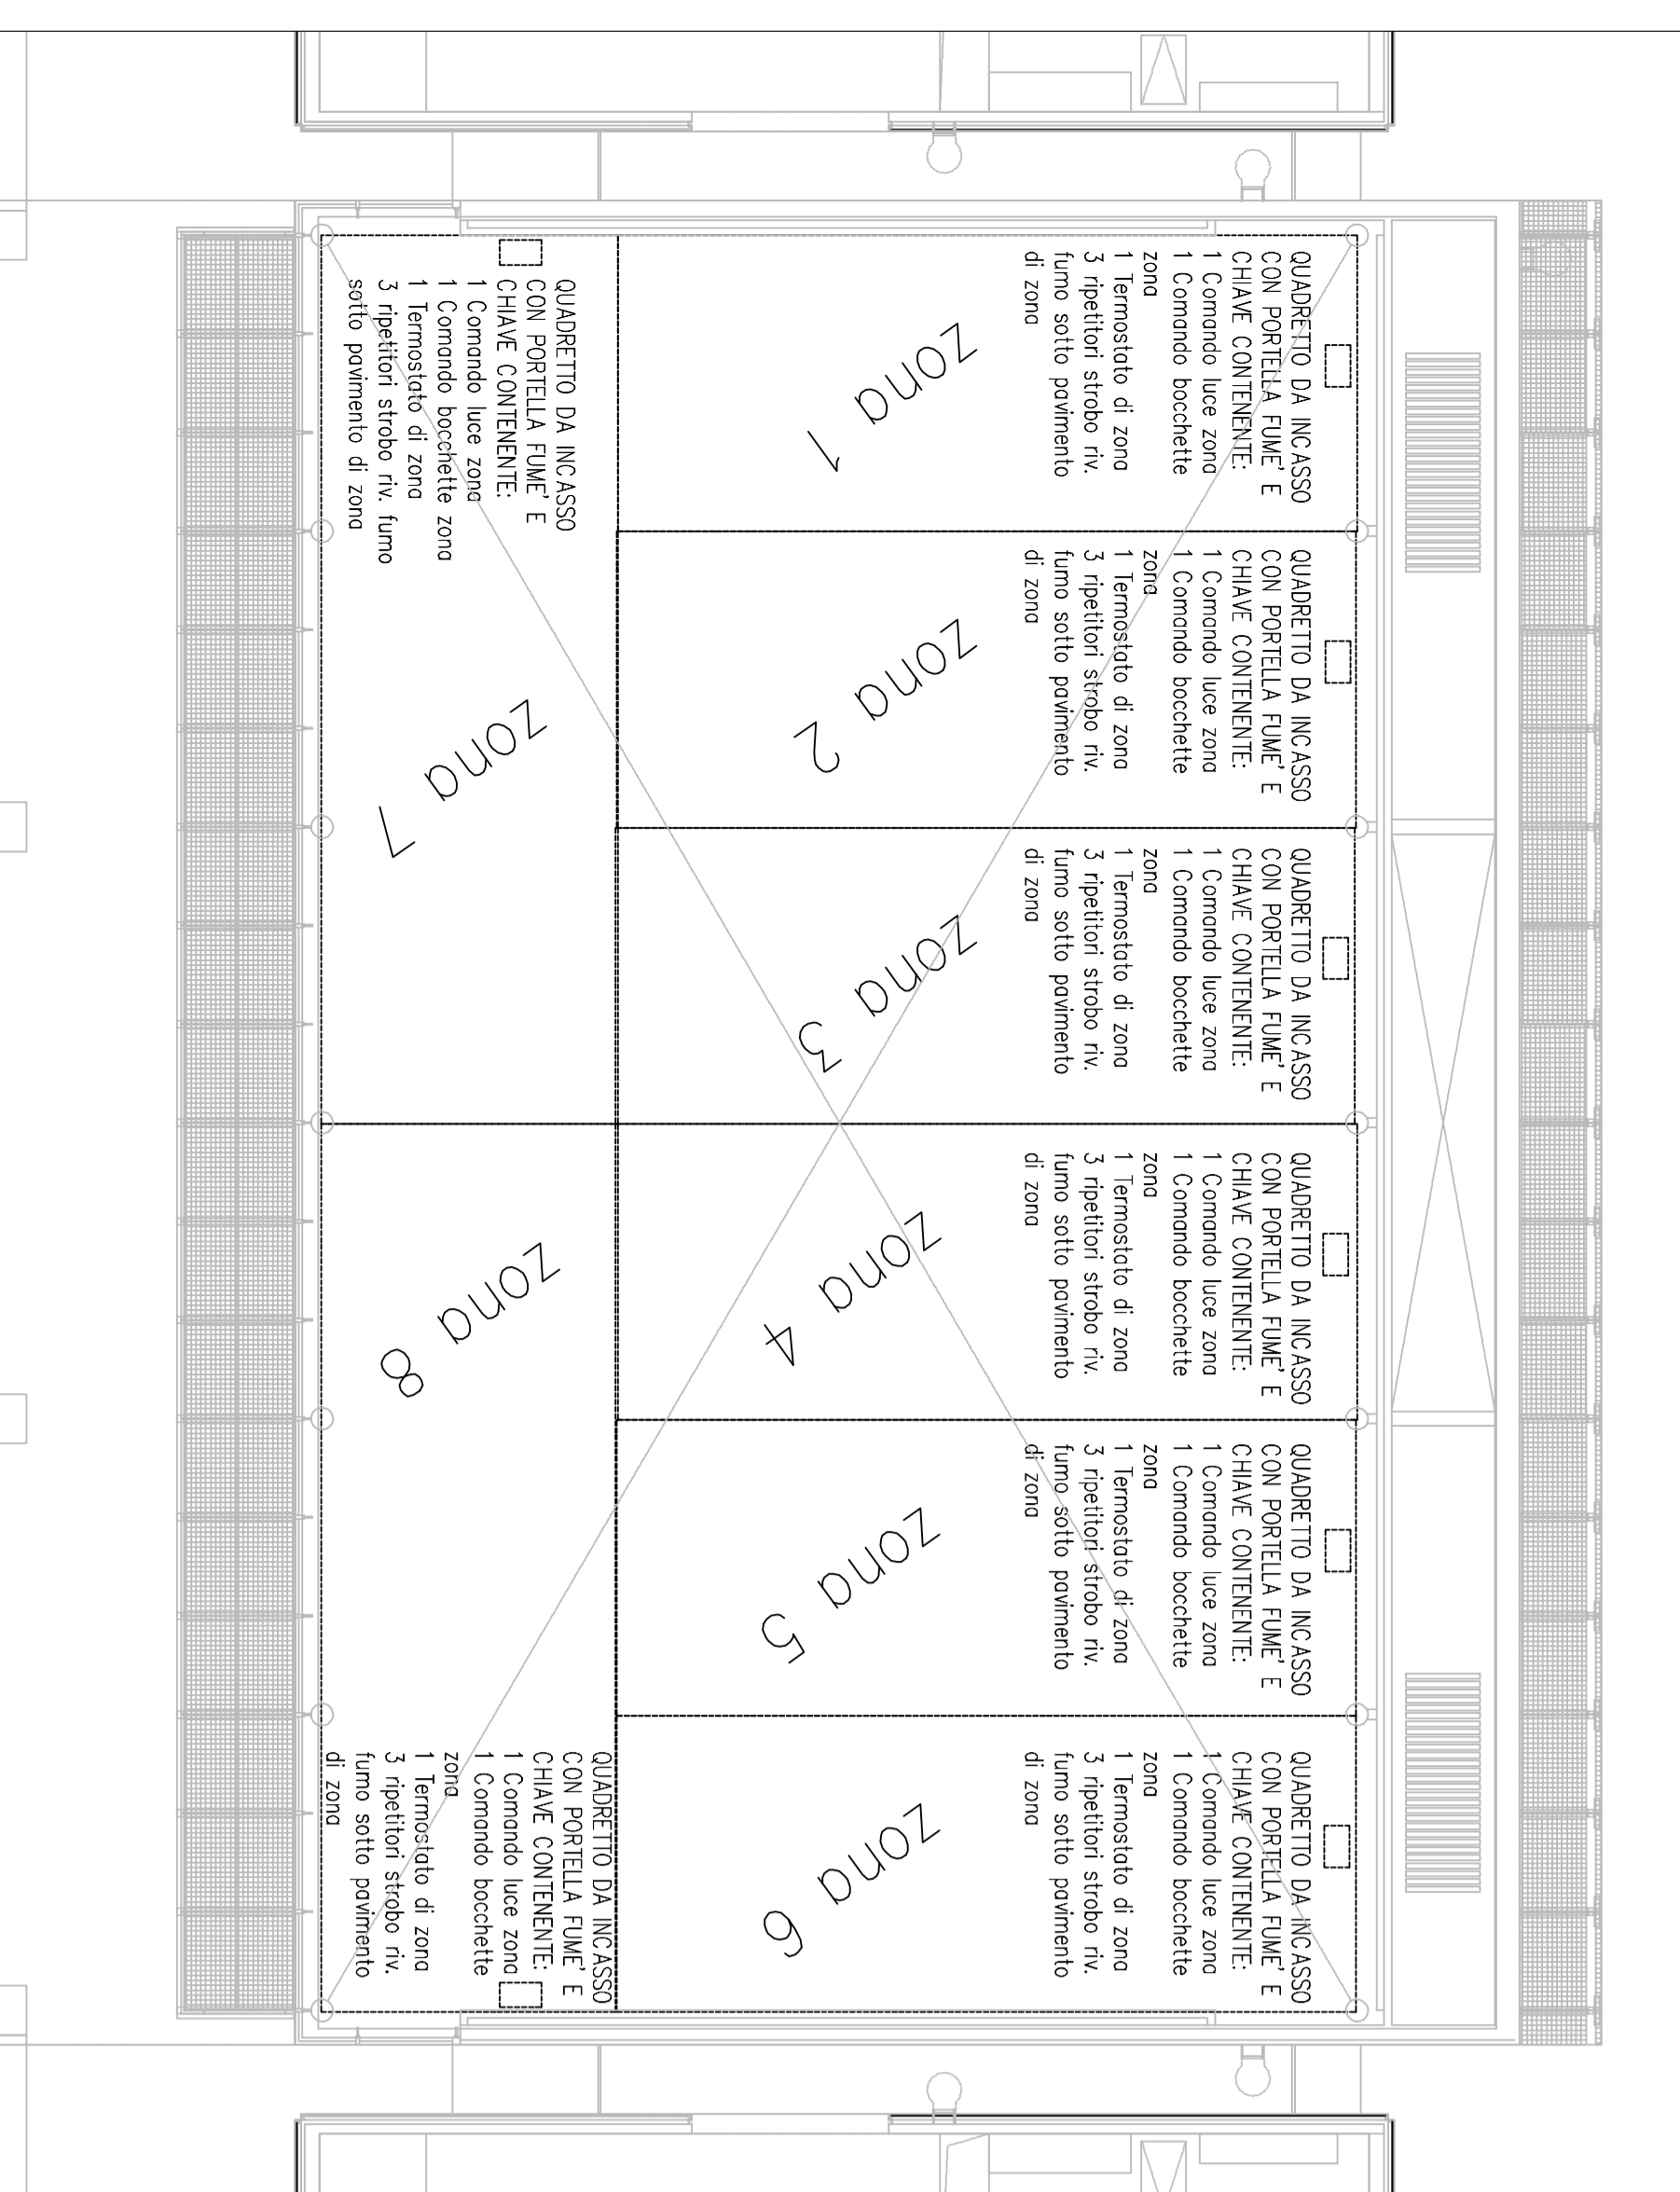 QUADRETTO DA INCASSO
CON PORTELLA FUME' E
CHIAVE CONTENENTE:
1 Comando luce zona
1 Comando bocchette
zona
1 Termostato di zona
3 ripetitori strobo riv.
fumo sotto pavimento
di zona
zona 1
QUADRETTO DA INCASSO
CON PORTELLA FUME' E
CHIAVE CONTENENTE:
1 Comando luce zona
1 Comando bocchette
zona
1 Termostato di zona
3 ripetitori strobo riv.
fumo sotto pavimento
di zona
zona 2
QUADRETTO DA INCASSO
CON PORTELLA FUME' E
CHIAVE CONTENENTE:
1 Comando luce zona
1 Comando bocchette
zona
1 Termostato di zona
3 ripetitori strobo riv.
fumo sotto pavimento
di zona
zona 3
QUADRETTO DA INCASSO
CON PORTELLA FUME' E
CHIAVE CONTENENTE:
1 Comando luce zona
1 Comando bocchette
zona
1 Termostato di zona
3 ripetitori strobo riv.
fumo sotto pavimento
di zona
zona 4
QUADRETTO DA INCASSO
CON PORTELLA FUME' E
CHIAVE CONTENENTE:
1 Comando luce zona
1 Comando bocchette
zona
1 Termostato di zona
3 ripetitori strobo riv.
fumo sotto pavimento
di zona
zona 5
QUADRETTO DA INCASSO
CON PORTELLA FUME' E
CHIAVE CONTENENTE:
1 Comando luce zona
1 Comando bocchette
zona
1 Termostato di zona
3 ripetitori strobo riv.
fumo sotto pavimento
di zona
zona 6
QUADRETTO DA INCASSO
CON PORTELLA FUME' E
CHIAVE CONTENENTE:
1 Comando luce zona
1 Comando bocchette zona
1 Termostato di zona
3 ripetitori strobo riv. fumo
sotto pavimento di zona
zona 7
zona 8
QUADRETTO DA INCASSO
CON PORTELLA FUME' E
CHIAVE CONTENENTE:
1 Comando luce zona
1 Comando bocchette
zona
1 Termostato di zona
3 ripetitori strobo riv.
fumo sotto pavimento
di zona